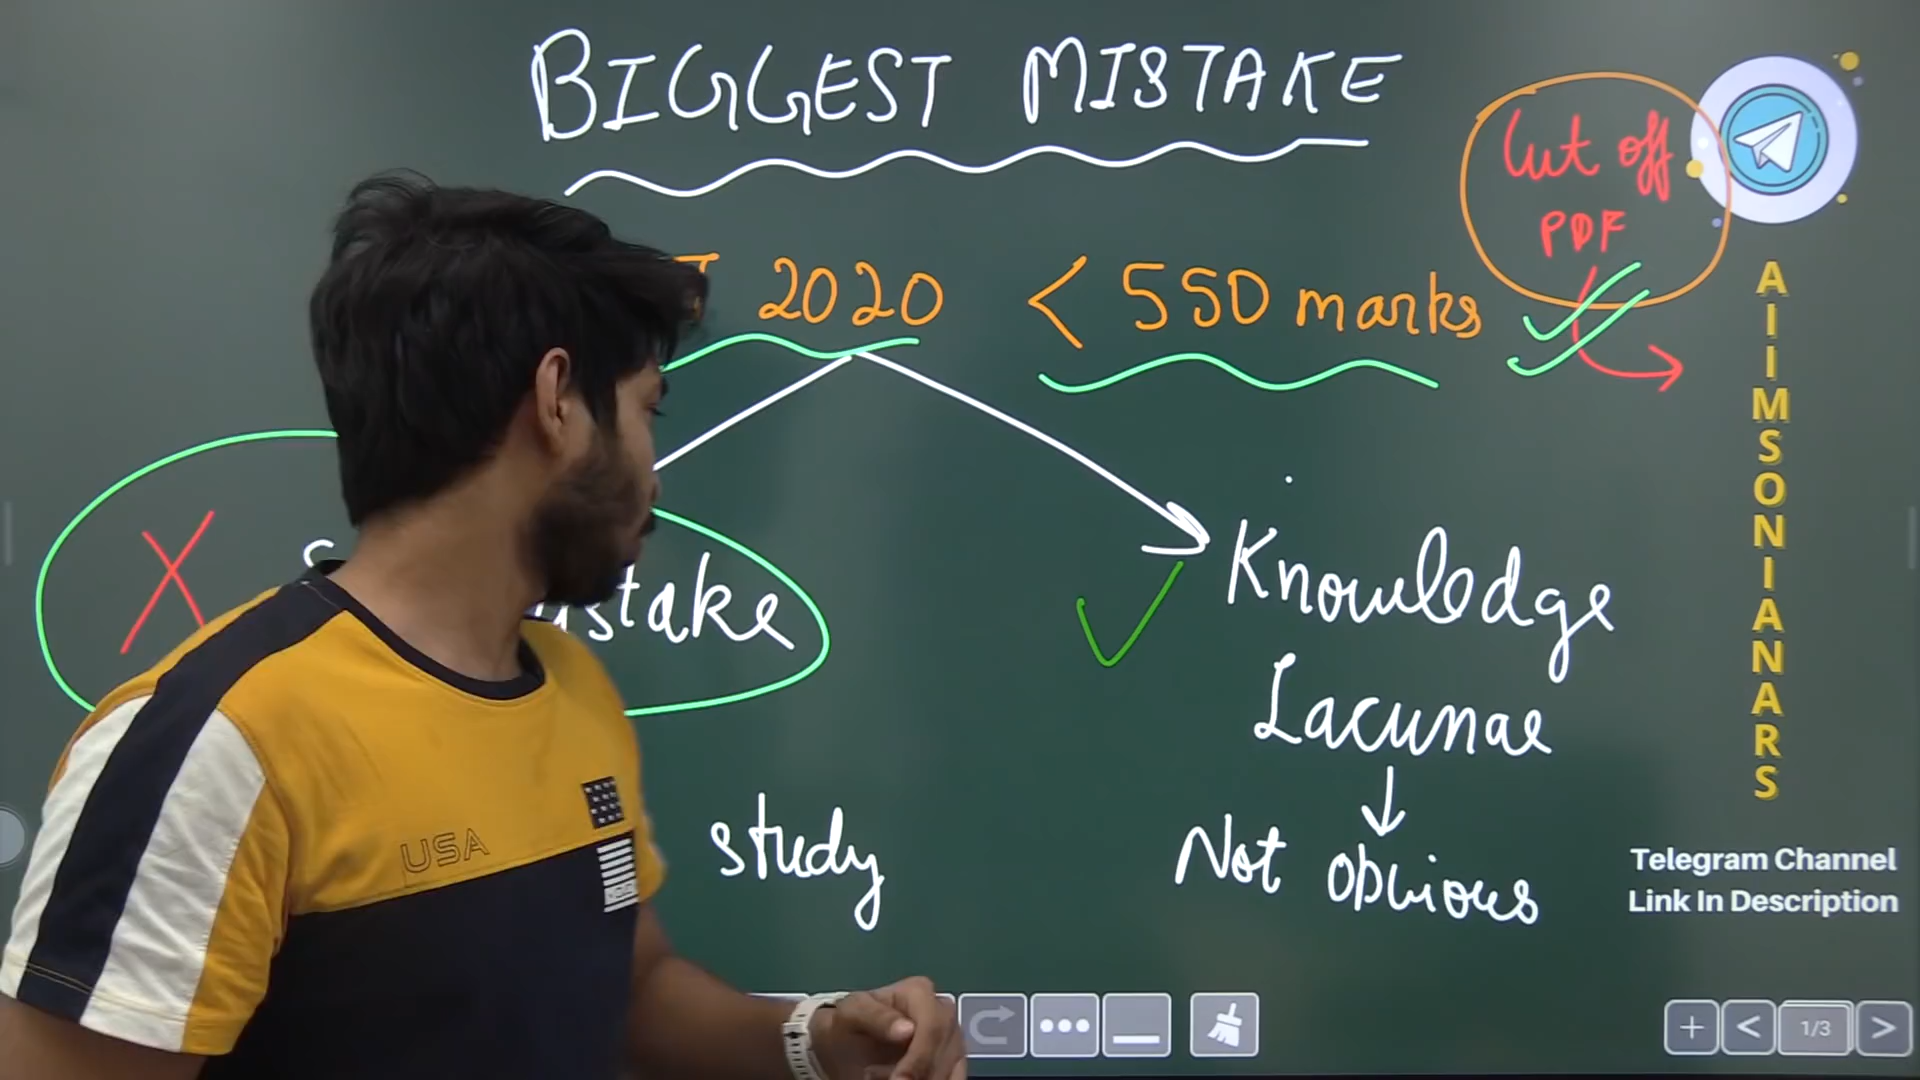 BIGGEST MISTAKE
Cut off
PDF
2020 < 550 marks
AIIMSONIANARS
Knowledge
Lacunae
study
Not obvious
USA
Telegram Channel
Link In Description
1/3